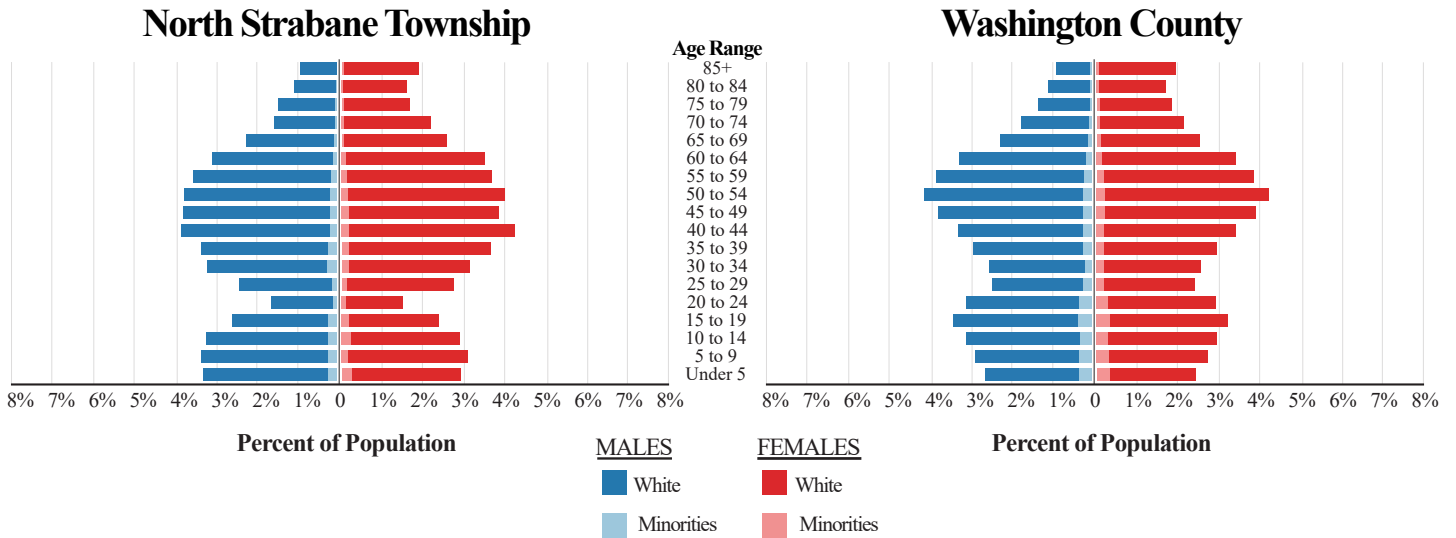 North Strabane Township
Washington County
Age Range
85+
80 to 84
75 to 79
70 to 74
65 to 69
60 to 64
55 to 59
50 to 54
45 to 49
40 to 44
35 to 39
30 to 34
25 to 29
20 to 24
15 to 19
10 to 14
5 to 9
Under 5
8% 7% 6% 5% 4% 3% 2% 1% 0 1% 2% 3% 4% 5% 6% 7% 8%
8% 7% 6% 5% 4% 3% 2% 1% 0 1% 2% 3% 4% 5% 6% 7% 8%
Percent of Population
Percent of Population
MALES
FEMALES
White
White
Minorities
Minorities